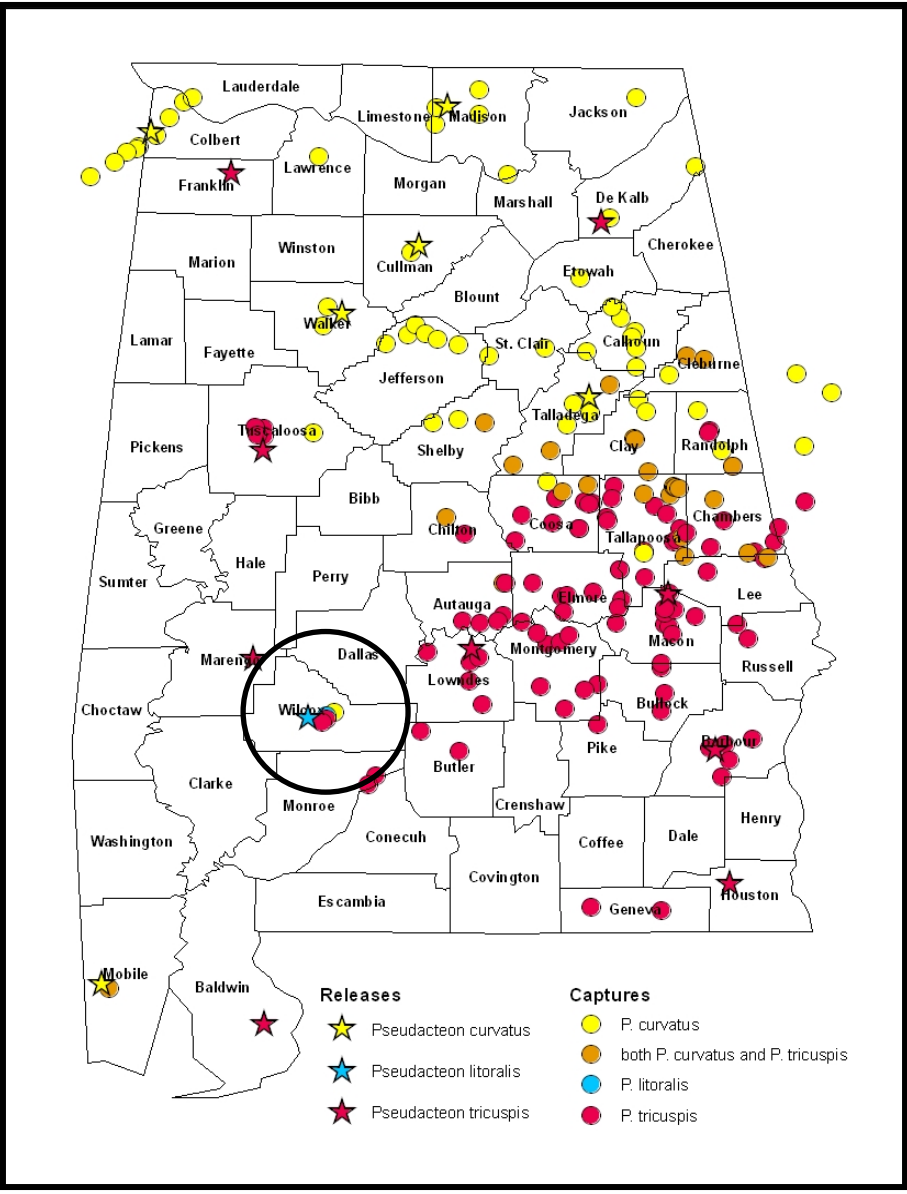 Lauderdale
Limestone
Madison
Jackson
Colbert
Lawrence
Franklin
Morgan
Marshall
De Kalb
Cherokee
Marion
Winston
Cullman
Etowah
Blount
Walker
Lamar
Fayette
St. Clair
Calhoun
Cleburne
Jefferson
Talladega
Tuscaloosa
Pickens
Shelby
Clay
Randolph
Bibb
Greene
Chilton
Coosa
Tallapoosa
Chambers
Hale
Sumter
Perry
Autauga
Elmore
Lee
Marengo
Dallas
Montgomery
Macon
Russell
Lowndes
Choctaw
Wilcox
Bullock
Barbour
Pike
Clarke
Butler
Monroe
Crenshaw
Henry
Washington
Conecuh
Coffee
Dale
Covington
Houston
Escambia
Geneva
Mobile
Baldwin
Releases
Pseudacteon curvatus
Pseudacteon litoralis
Pseudacteon tricuspis
Captures
P. curvatus
both P. curvatus and P. tricuspis
P. litoralis
P. tricuspis